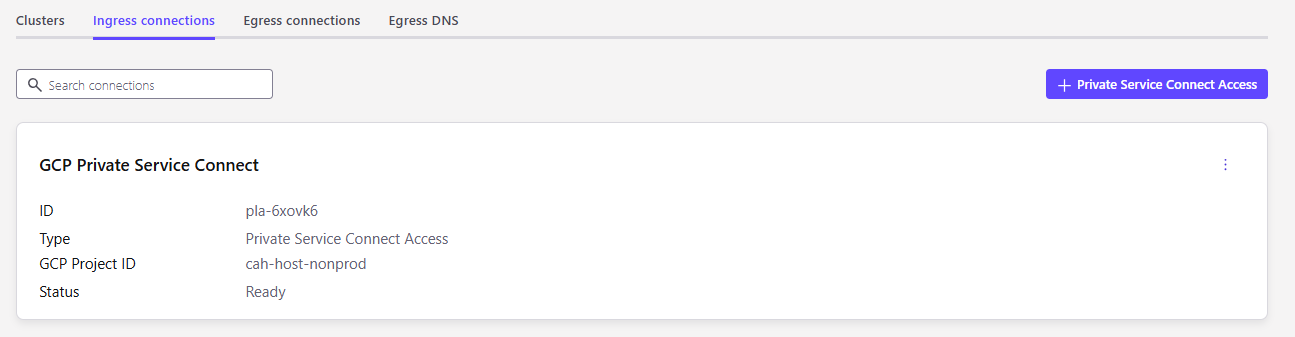 Clusters Ingress connections Egress connections Egress DNS
Search connections
Private Service Connect Access
GCP Private Service Connect
ID pla-6xovk6
Type Private Service Connect Access
GCP Project ID cah-host-nonprod
Status Ready